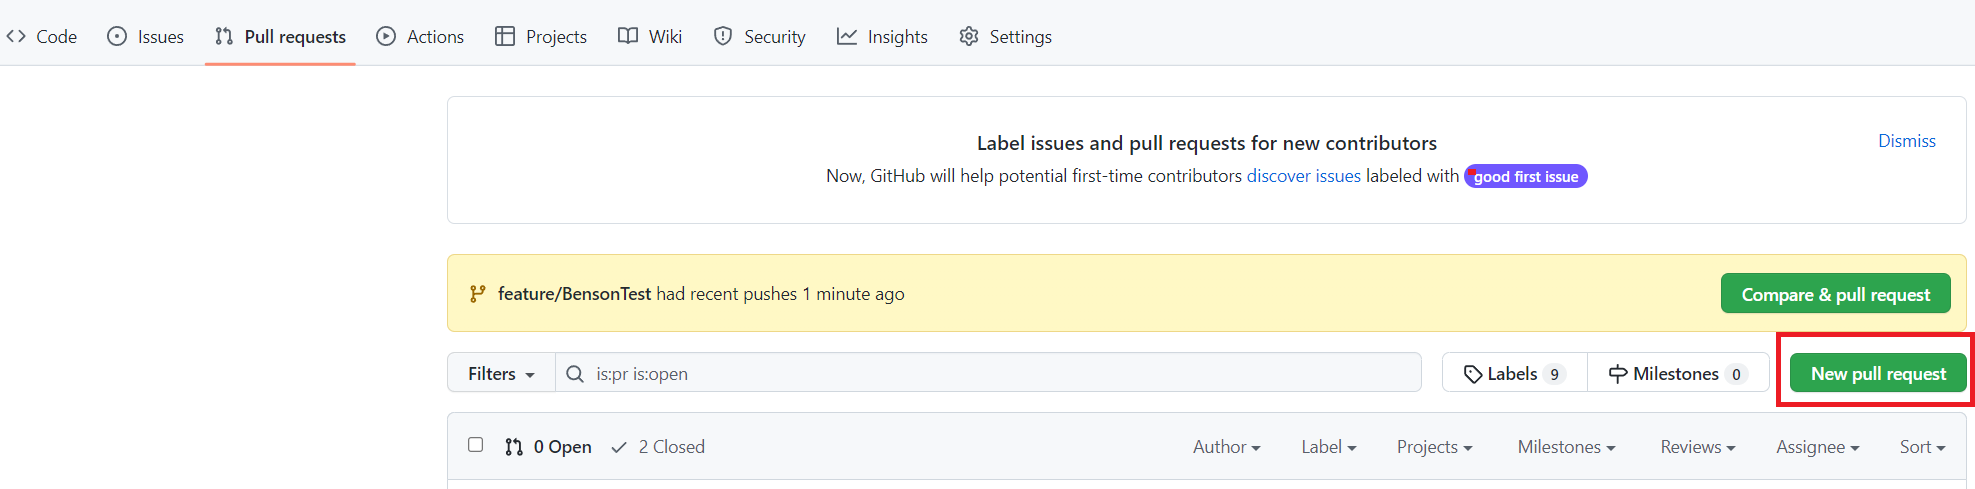 Code Issues Pull requests Actions Projects Wiki Security Insights Settings
Label issues and pull requests for new contributors
Dismiss
Now, GitHub will help potential first-time contributors discover issues labeled with good first issue
feature/BensonTest had recent pushes 1 minute ago
Compare & pull request
Filters is:pr is:open Labels 9 Milestones 0 New pull request
0 Open 2 Closed Author Label Projects Milestones Reviews Assignee Sort